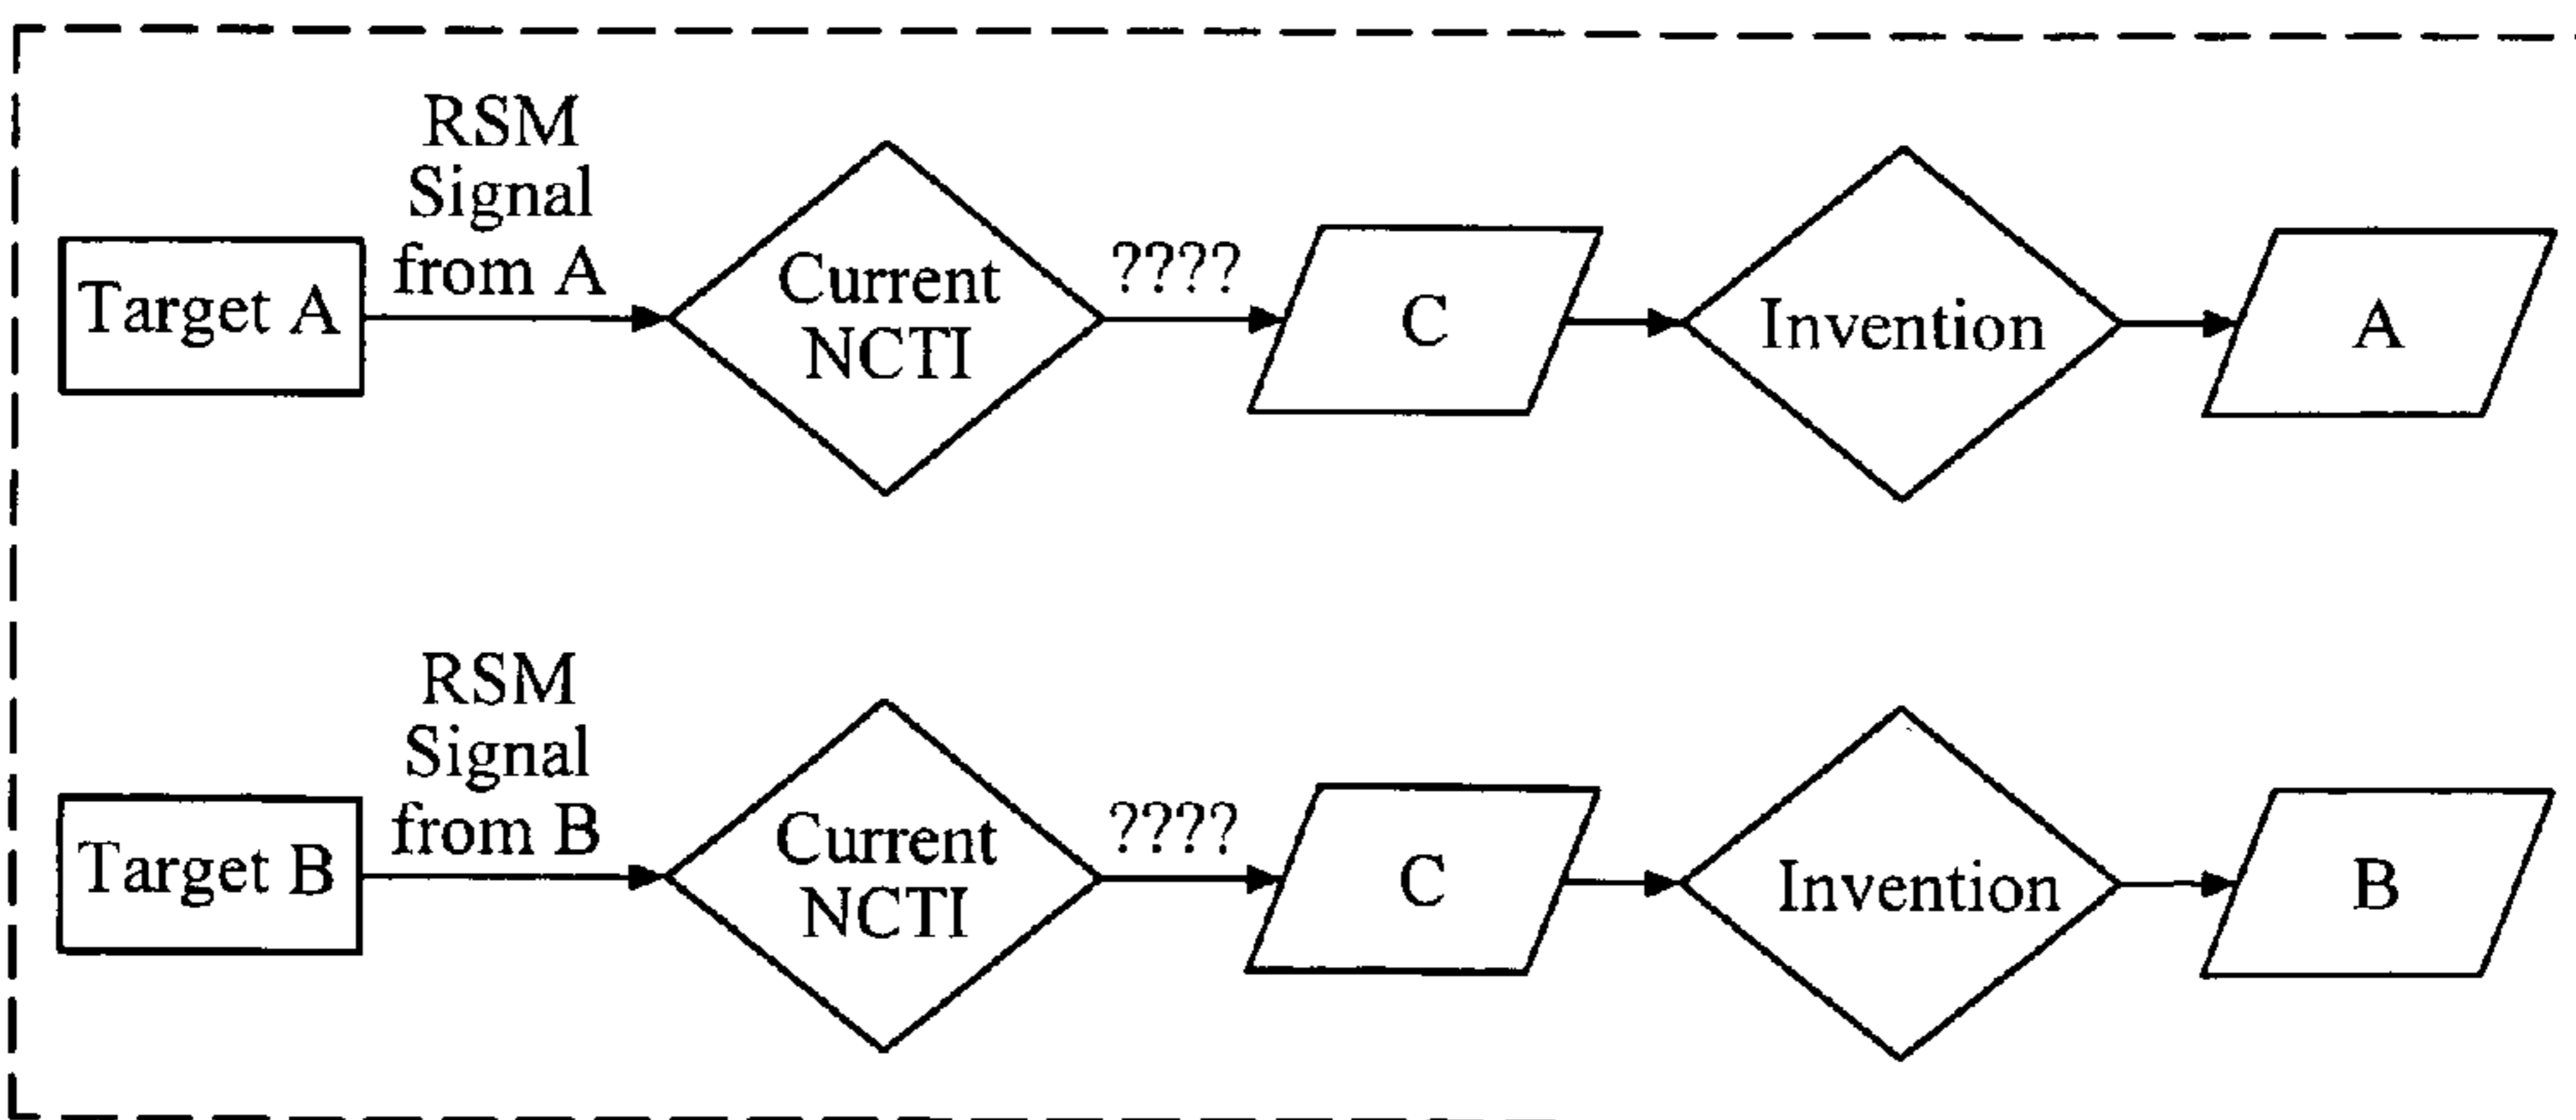 RSM
Signal
from A
Target A
Current
NCTI
????
C
Invention
A
RSM
Signal
from B
Target B
Current
NCTI
????
C
Invention
B